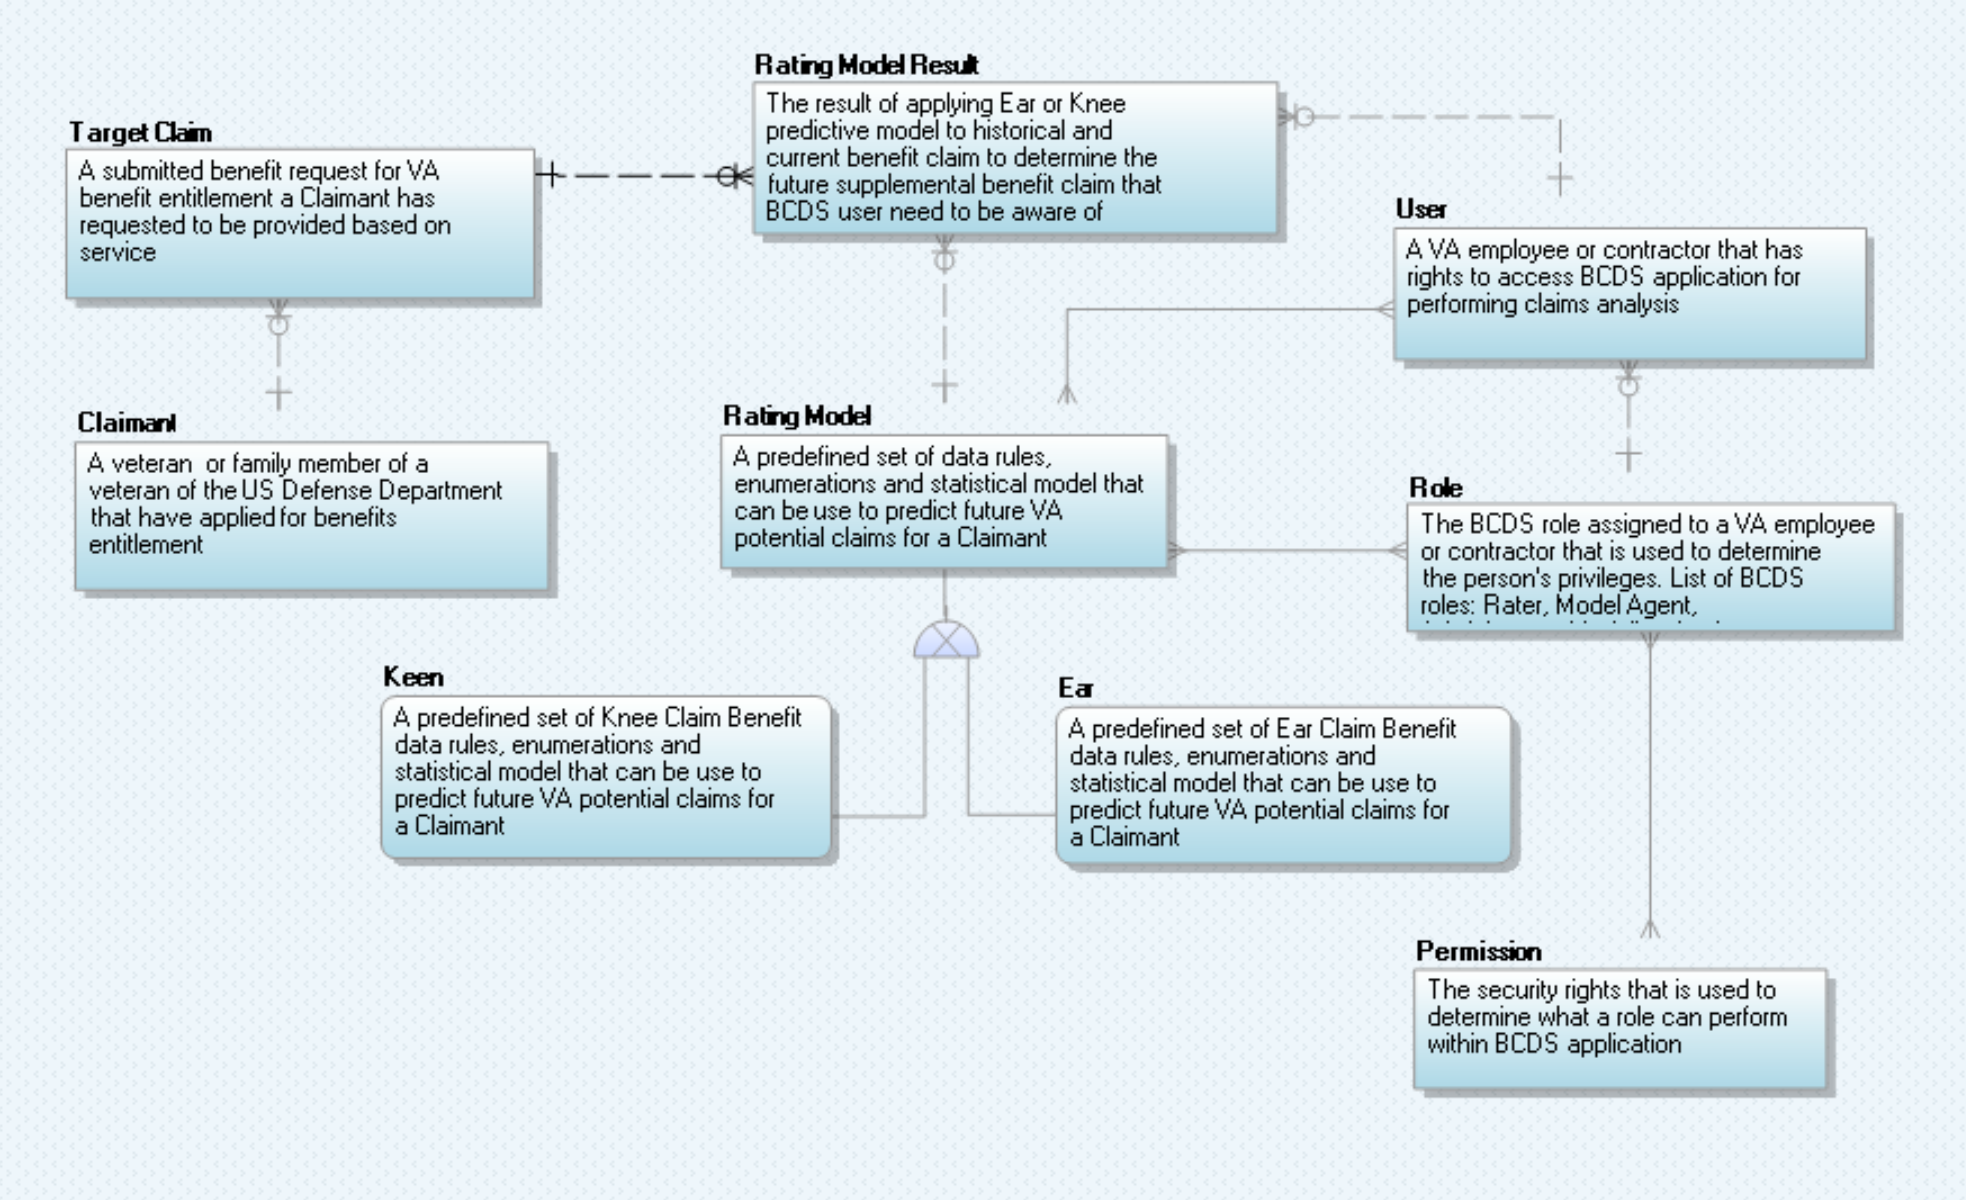 Rating Model Result
The result of applying Ear or Knee
predictive model to historical and
current benefit claim to determine the
future supplemental benefit claim that
BCDS user need to be aware of
Target Claim
A submitted benefit request for VA
benefit entitlement a Claimant has
requested to be provided based on
service
User
A VA employee or contractor that has
rights to access BCDS application for
performing claims analysis
Claimant
A veteran or family member of a
veteran of the US Defense Department
that have applied for benefits
entitlement
Rating Model
A predefined set of data rules,
enumerations and statistical model that
can be use to predict future VA
potential claims for a Claimant
Role
The BCDS role assigned to a VA employee
or contractor that is used to determine
the person's privileges. List of BCDS
roles: Rater, Model Agent,
Keen
A predefined set of Knee Claim Benefit
data rules, enumerations and
statistical model that can be use to
predict future VA potential claims for
a Claimant
Ear
A predefined set of Ear Claim Benefit
data rules, enumerations and
statistical model that can be use to
predict future VA potential claims for
a Claimant
Permission
The security rights that is used to
determine what a role can perform
within BCDS application